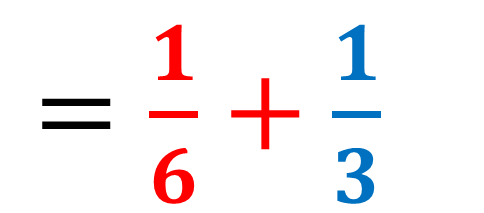 = 1/6 + 1/3